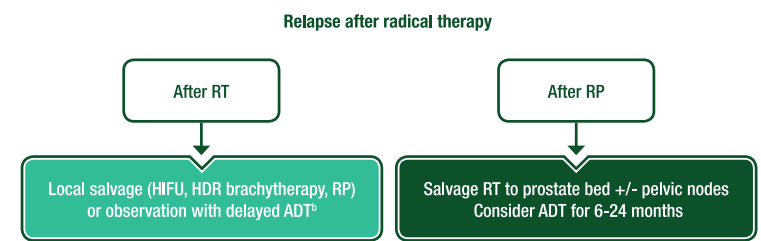 Relapse after radical therapy
After RT
After RP
Local salvage (HIFU, HDR brachytherapy, RP)
or observation with delayed ADTᵇ
Salvage RT to prostate bed +/- pelvic nodes
Consider ADT for 6-24 months